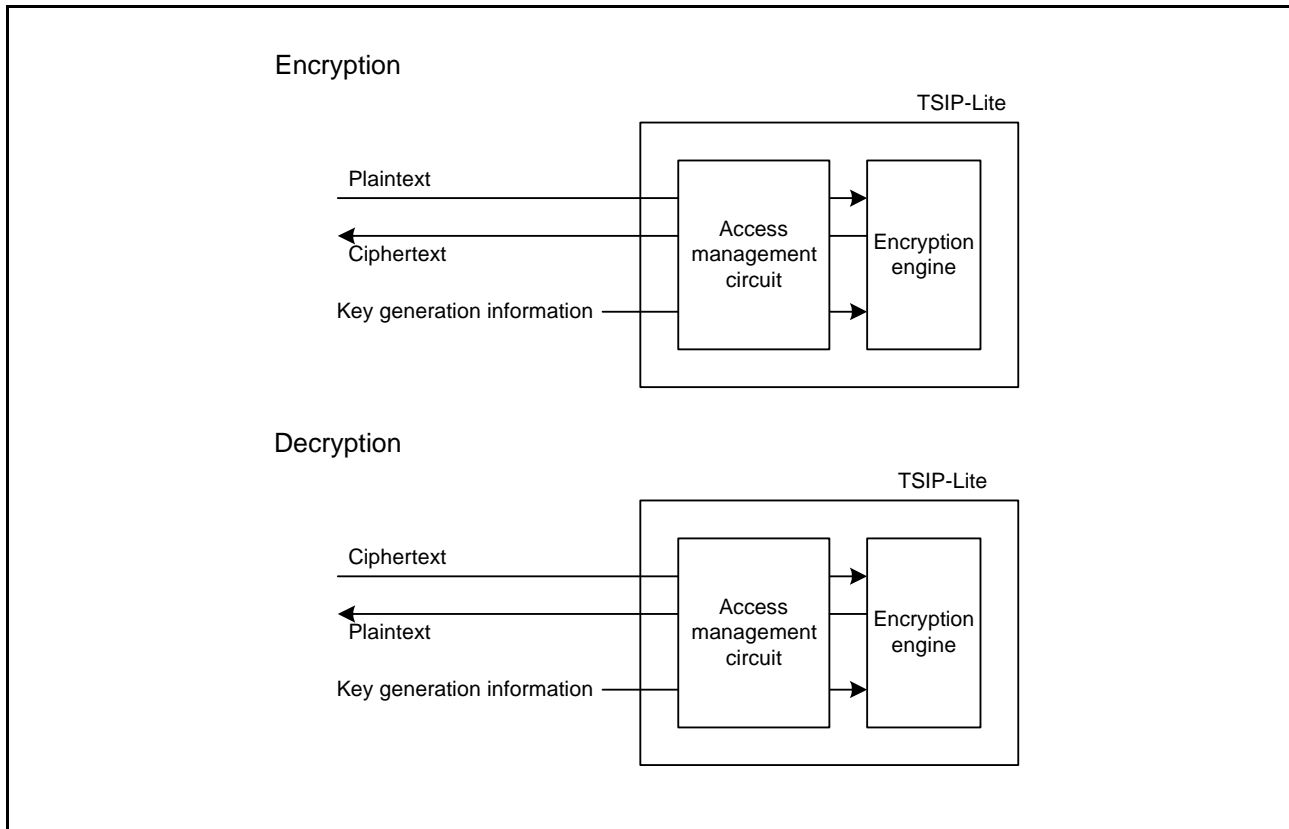 Encryption
TSIP-Lite
Plaintext
Ciphertext
Key generation information
Access
management
circuit
Encryption
engine
Decryption
TSIP-Lite
Ciphertext
Plaintext
Key generation information
Access
management
circuit
Encryption
engine